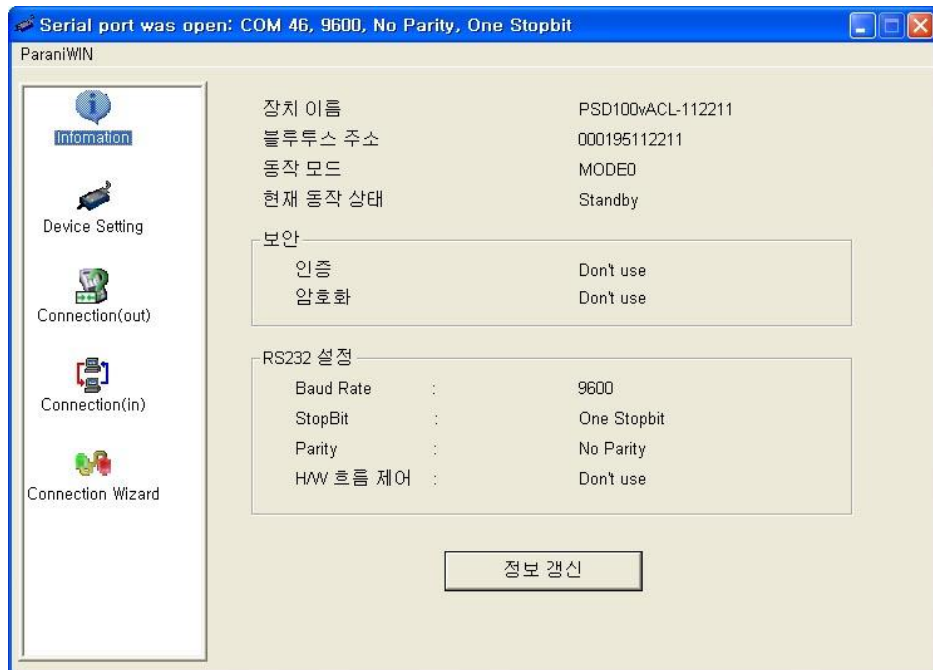 Serial port was open: COM 46, 9600, No Parity, One Stopbit
ParaniWIN
Infomation
Device Setting
Connection(out)
Connection(in)
Connection Wizard
장치 이름 PSD100vACL-112211
블루투스 주소 000195112211
동작 모드 MODE0
현재 동작 상태 Standby
보안
인증 Don't use
암호화 Don't use
RS232 설정
Baud Rate : 9600
StopBit : One Stopbit
Parity : No Parity
H/W 흐름 제어 : Don't use
정보 갱신